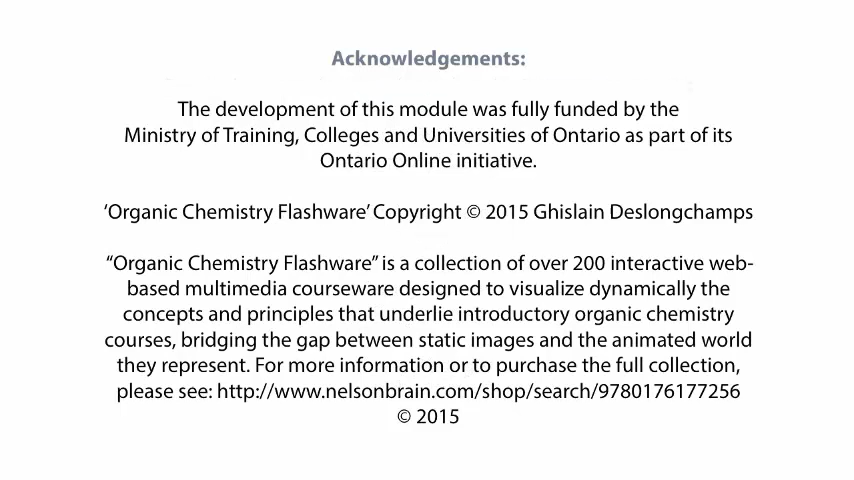 Acknowledgements:
The development of this module was fully funded by the
Ministry of Training, Colleges and Universities of Ontario as part of its
Ontario Online initiative.
‘Organic Chemistry Flashware’ Copyright © 2015 Ghislain Deslongchamps
“Organic Chemistry Flashware” is a collection of over 200 interactive web-
based multimedia courseware designed to visualize dynamically the
concepts and principles that underlie introductory organic chemistry
courses, bridging the gap between static images and the animated world
they represent. For more information or to purchase the full collection,
please see: http://www.nelsonbrain.com/shop/search/9780176177256
© 2015